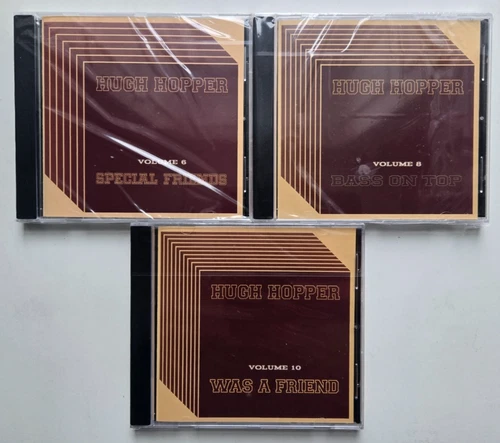 HUGH HOPPER
VOLUME 6
SPECIAL FRIENDS
HUGH HOPPER
VOLUME 8
BASS ON TOP
HUGH HOPPER
VOLUME 10
WAS A FRIEND